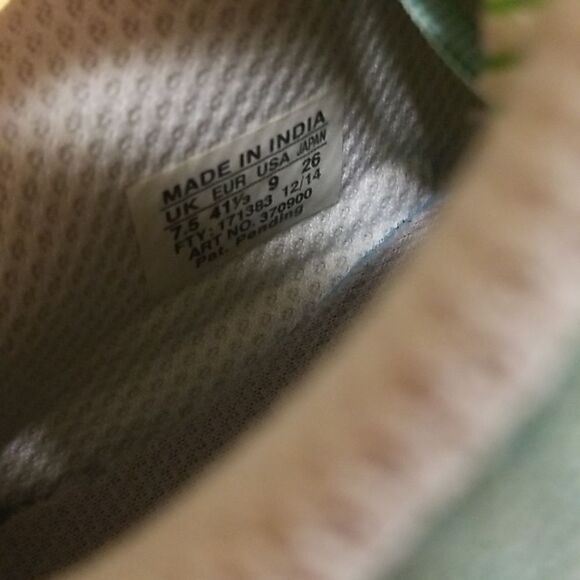 MADE IN INDIA
UK EUR USA JAPAN
7.5 41⅓ 9 26
FTY: 171383 12/14
ART NO. 370900
Pat. Pending